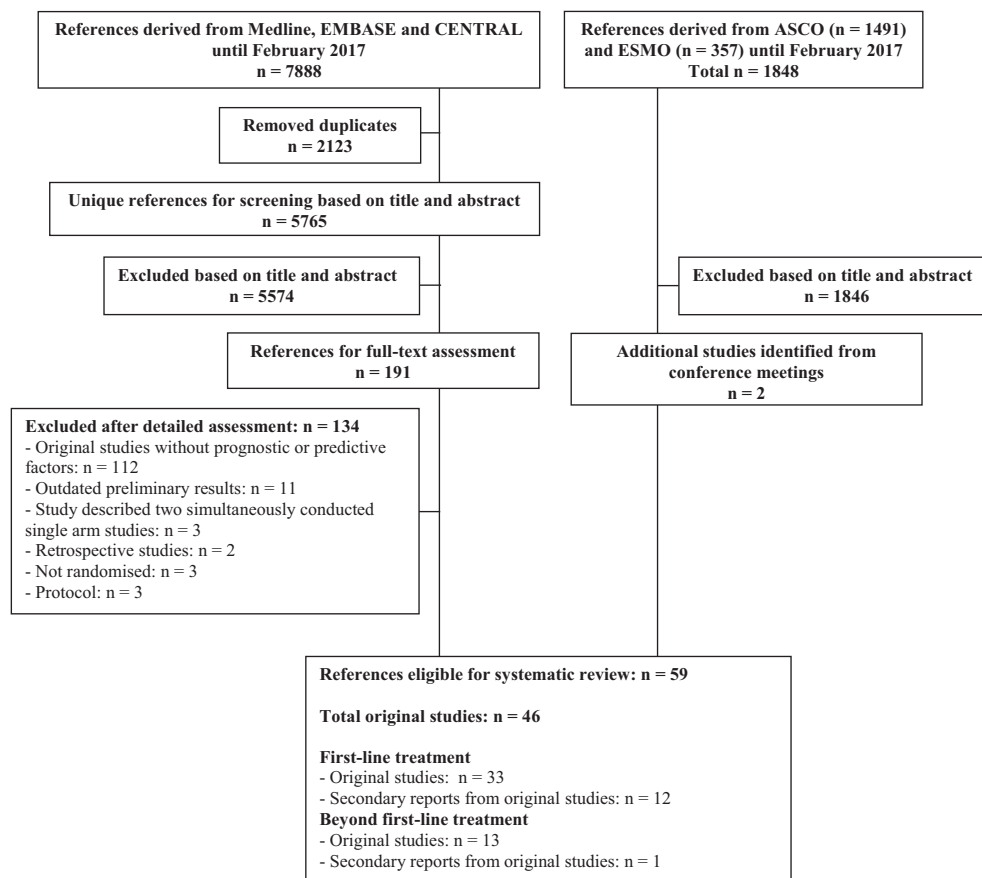 References derived from Medline, EMBASE and CENTRAL
until February 2017
n = 7888
References derived from ASCO (n = 1491)
and ESMO (n = 357) until February 2017
Total n = 1848
Removed duplicates
n = 2123
Unique references for screening based on title and abstract
n = 5765
Excluded based on title and abstract
n = 5574
Excluded based on title and abstract
n = 1846
References for full-text assessment
n = 191
Additional studies identified from
conference meetings
n = 2
Excluded after detailed assessment: n = 134
- Original studies without prognostic or predictive
factors: n = 112
- Outdated preliminary results: n = 11
- Study described two simultaneously conducted
single arm studies: n = 3
- Retrospective studies: n = 2
- Not randomised: n = 3
- Protocol: n = 3
References eligible for systematic review: n = 59
Total original studies: n = 46
First-line treatment
- Original studies: n = 33
- Secondary reports from original studies: n = 12
Beyond first-line treatment
- Original studies: n = 13
- Secondary reports from original studies: n = 1